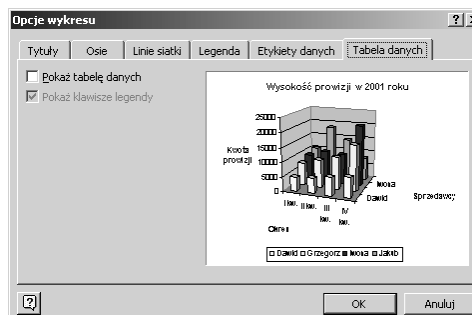 Opcje wykresu
Tytuły Osie Linie siatki Legenda Etykiety danych Tabela danych
Pokaż tabelę danych
Pokaż klawisze legendy
Wysokość prowizji w 2001 roku
25000
20000
Kwota prowizji
15000
10000
5000
0
I kw. II kw. III kw. IV kw.
Iwona
Dawid
Sprzedawcy
Okres
Dawid Grzegorz Iwona Jakub
OK Anuluj